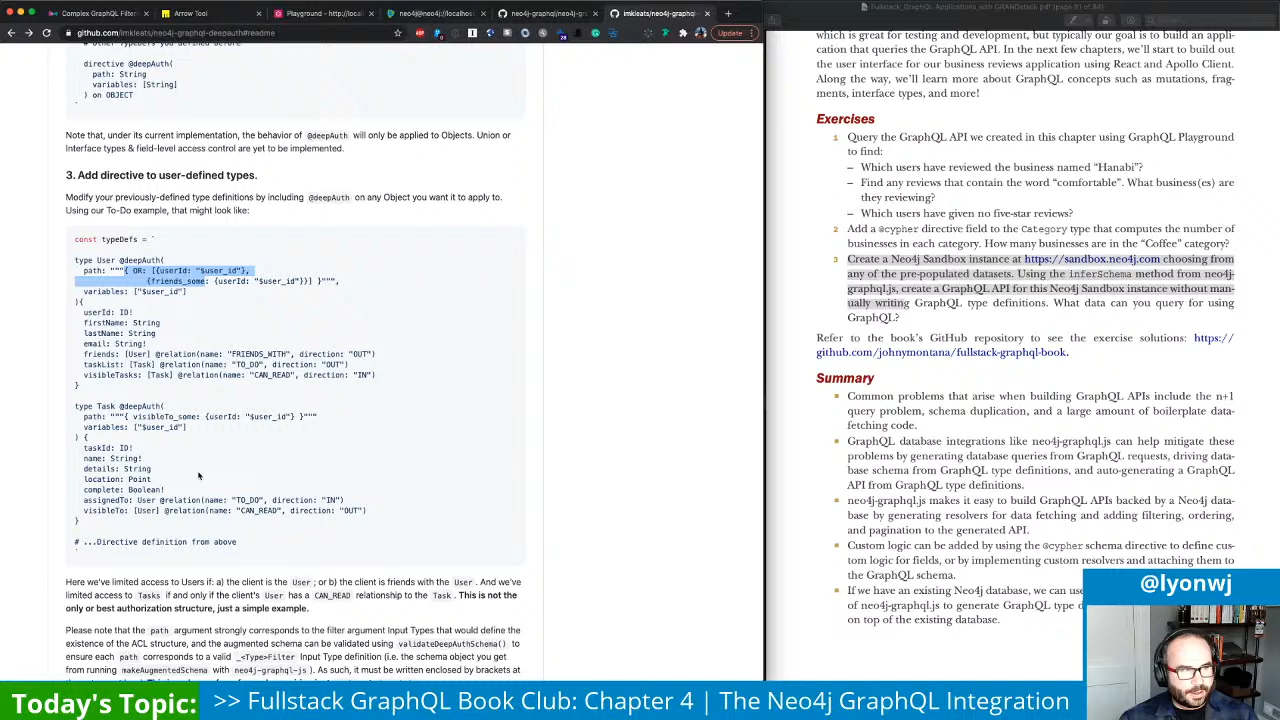 Complex GraphQL Filter
Arrow Tool
Playground - http://local
neo4j@neo4j://localhost
neo4j-graphql/neo4j-gra
imkleats/neo4j-graphql-
Fullstack_GraphQL Applications_with GRANDstack.pdf (page 91 of 84)
github.com/imkleats/neo4j-graphql-deepauth#readme
Update
# Other TypeDefs you defined before
directive @deepAuth(
path: String
variables: [String]
) on OBJECT
`
Note that, under its current implementation, the behavior of @deepAuth will only be applied to Objects. Union or
Interface types & field-level access control are yet to be implemented.
3. Add directive to user-defined types.
Modify your previously-defined type definitions by including @deepAuth on any Object you want it to apply to.
Using our To-Do example, that might look like:
const typeDefs = `
type User @deepAuth(
path: """{ OR: [{userId: "$user_id"},
{friends_some: {userId: "$user_id"}}] }""",
variables: ["$user_id"]
){
userId: ID!
firstName: String
lastName: String
email: String!
friends: [User] @relation(name: "FRIENDS_WITH", direction: "OUT")
taskList: [Task] @relation(name: "TO_DO", direction: "OUT")
visibleTasks: [Task] @relation(name: "CAN_READ", direction: "IN")
}
type Task @deepAuth(
path: """{ visibleTo_some: {userId: "$user_id"} }"""
variables: ["$user_id"]
) {
taskId: ID!
name: String!
details: String
location: Point
complete: Boolean!
assignedTo: User @relation(name: "TO_DO", direction: "IN")
visibleTo: [User] @relation(name: "CAN_READ", direction: "OUT")
}
# ...Directive definition from above
`
Here we've limited access to Users if: a) the client is the User; or b) the client is friends with the User. And we've
limited access to Tasks if and only if the client's User has a CAN_READ relationship to the Task. This is not the
only or best authorization structure, just a simple example.
Please note that the path argument strongly corresponds to the filter argument Input Types that would define the
existence of the ACL structure, and the augmented schema can be validated using validateDeepAuthSchema() to
ensure each path corresponds to a valid _<Type>Filter Input Type definition (i.e. the schema object you get
from running makeAugmentedSchema with neo4j-graphql-js). As such, it must be written enclosed by brackets at
which is great for testing and development, but typically our goal is to build an appli-
cation that queries the GraphQL API. In the next few chapters, we'll start to build out
the user interface for our business reviews application using React and Apollo Client.
Along the way, we'll learn more about GraphQL concepts such as mutations, frag-
ments, interface types, and more!
Exercises
1 Query the GraphQL API we created in this chapter using GraphQL Playground
to find:
– Which users have reviewed the business named “Hanabi”?
– Find any reviews that contain the word “comfortable”. What business(es) are
they reviewing?
– Which users have given no five-star reviews?
2 Add a @cypher directive field to the Category type that computes the number of
businesses in each category. How many businesses are in the “Coffee” category?
3 Create a Neo4j Sandbox instance at https://sandbox.neo4j.com choosing from
any of the pre-populated datasets. Using the inferSchema method from neo4j-
graphql.js, create a GraphQL API for this Neo4j Sandbox instance without man-
ually writing GraphQL type definitions. What data can you query for using
GraphQL?
Refer to the book's GitHub repository to see the exercise solutions: https://
github.com/johnymontana/fullstack-graphql-book.
Summary
■ Common problems that arise when building GraphQL APIs include the n+1
query problem, schema duplication, and a large amount of boilerplate data-
fetching code.
■ GraphQL database integrations like neo4j-graphql.js can help mitigate these
problems by generating database queries from GraphQL requests, driving data-
base schema from GraphQL type definitions, and auto-generating a GraphQL
API from GraphQL type definitions.
■ neo4j-graphql.js makes it easy to build GraphQL APIs backed by a Neo4j data-
base by generating resolvers for data fetching and adding filtering, ordering,
and pagination to the generated API.
■ Custom logic can be added by using the @cypher schema directive to define cus-
tom logic for fields, or by implementing custom resolvers and attaching them to
the GraphQL schema.
■ If we have an existing Neo4j database, we can use
of neo4j-graphql.js to generate GraphQL type d
on top of the existing database.
@lyonwj
Today's Topic:
>> Fullstack GraphQL Book Club: Chapter 4 | The Neo4j GraphQL Integration